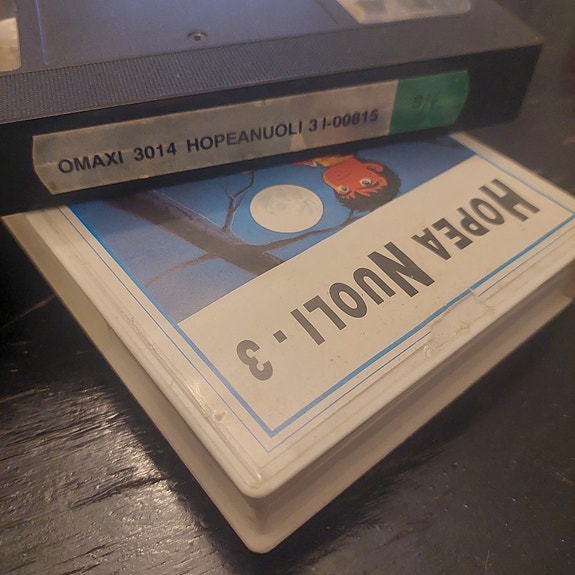 OMAXI 3014 HOPEANUOLI 3 I-00815
HOPEA NUOLI - 3